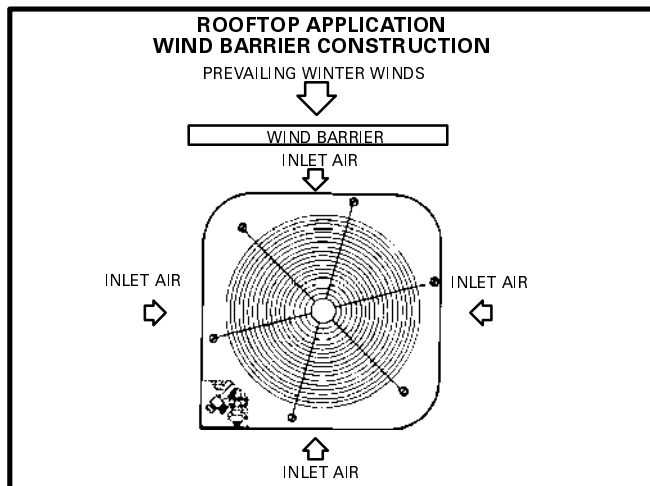 ROOFTOP APPLICATION
WIND BARRIER CONSTRUCTION
PREVAILING WINTER WINDS
WIND BARRIER
INLET AIR
INLET AIR
INLET AIR
INLET AIR